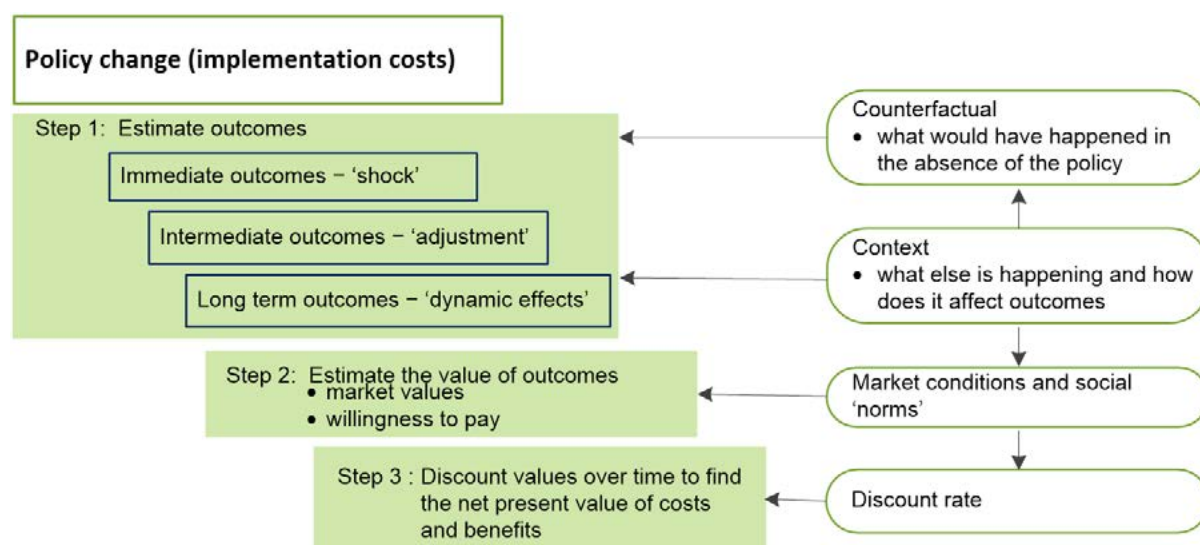 Policy change (implementation costs)
Step 1:  Estimate outcomes
Immediate outcomes − ‘shock’
Intermediate outcomes − ‘adjustment’
Long term outcomes − ‘dynamic effects’
Step 2:  Estimate the value of outcomes
• market values
• willingness to pay
Step 3 : Discount values over time to find
the net present value of costs
and benefits
Counterfactual
• what would have happened in
the absence of the policy
Context
• what else is happening and how
does it affect outcomes
Market conditions and social
‘norms’
Discount rate